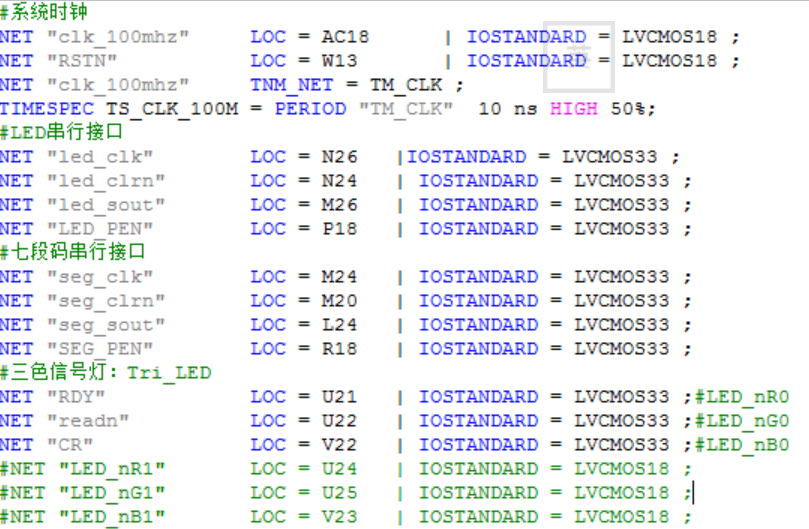 #系统时钟
NET "clk_100mhz" LOC = AC18 | IOSTANDARD = LVCMOS18 ;
NET "RSTN" LOC = W13 | IOSTANDARD = LVCMOS18 ;
NET "clk_100mhz" TNM_NET = TM_CLK ;
TIMESPEC TS_CLK_100M = PERIOD "TM_CLK" 10 ns HIGH 50%;
#LED串行接口
NET "led_clk" LOC = N26 |IOSTANDARD = LVCMOS33 ;
NET "led_clrn" LOC = N24 | IOSTANDARD = LVCMOS33 ;
NET "led_sout" LOC = M26 | IOSTANDARD = LVCMOS33 ;
NET "LED_PEN" LOC = P18 | IOSTANDARD = LVCMOS33 ;
#七段码串行接口
NET "seg_clk" LOC = M24 | IOSTANDARD = LVCMOS33 ;
NET "seg_clrn" LOC = M20 | IOSTANDARD = LVCMOS33 ;
NET "seg_sout" LOC = L24 | IOSTANDARD = LVCMOS33 ;
NET "SEG_PEN" LOC = R18 | IOSTANDARD = LVCMOS33 ;
#三色信号灯：Tri_LED
NET "RDY" LOC = U21 | IOSTANDARD = LVCMOS33 ;#LED_nR0
NET "readn" LOC = U22 | IOSTANDARD = LVCMOS33 ;#LED_nG0
NET "CR" LOC = V22 | IOSTANDARD = LVCMOS33 ;#LED_nB0
#NET "LED_nR1" LOC = U24 | IOSTANDARD = LVCMOS18 ;
#NET "LED_nG1" LOC = U25 | IOSTANDARD = LVCMOS18 ;
#NET "LED_nB1" LOC = V23 | IOSTANDARD = LVCMOS18 ;